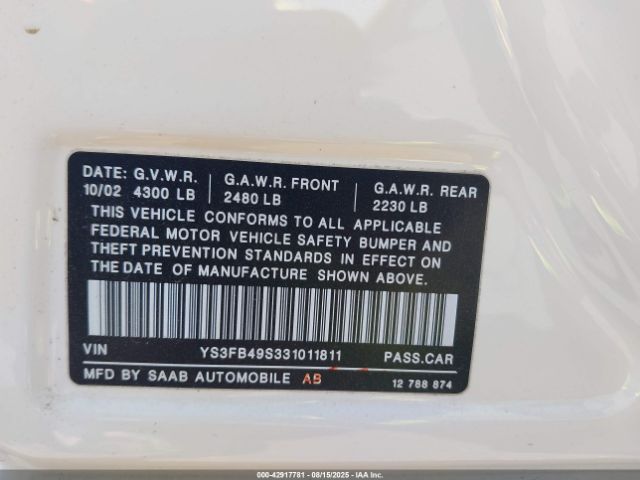 DATE: G.V.W.R. G.A.W.R. FRONT G.A.W.R. REAR
10/02 4300 LB 2480 LB 2230 LB
THIS VEHICLE CONFORMS TO ALL APPLICABLE
FEDERAL MOTOR VEHICLE SAFETY BUMPER AND
THEFT PREVENTION STANDARDS IN EFFECT ON
THE DATE OF MANUFACTURE SHOWN ABOVE.
VIN YS3FB49S331011811 PASS.CAR
MFD BY SAAB AUTOMOBILE AB 12 788 874
000-42917781 - 08/15/2025 - IAA Inc.